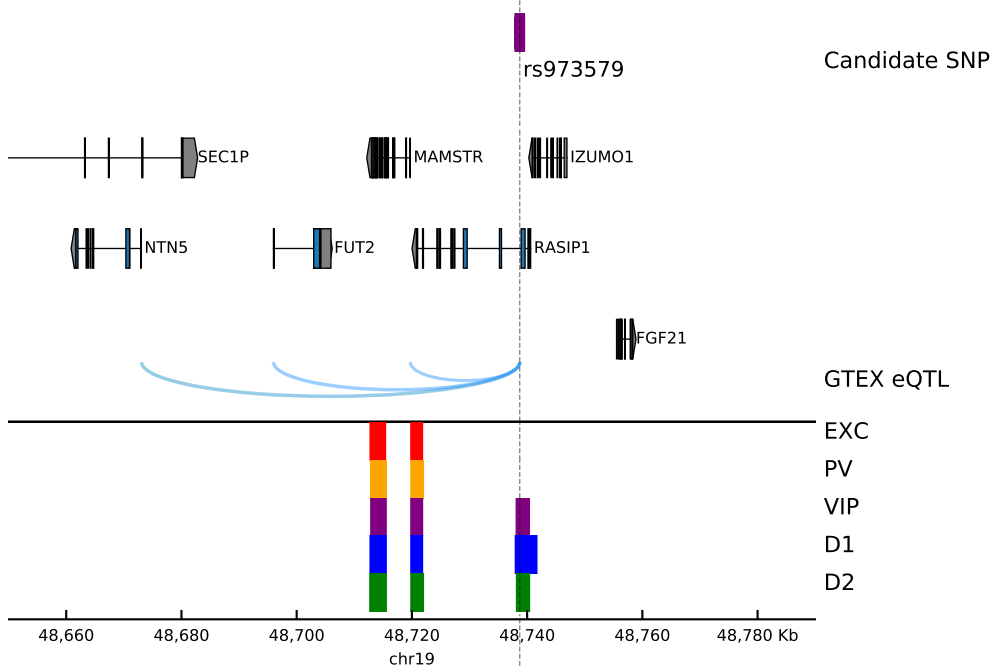 Candidate SNP
rs973579
SEC1P
MAMSTR
IZUMO1
NTN5
FUT2
RASIP1
FGF21
GTEX eQTL
EXC
PV
VIP
D1
D2
48,660
48,680
48,700
48,720
48,740
48,760
48,780 Kb
chr19